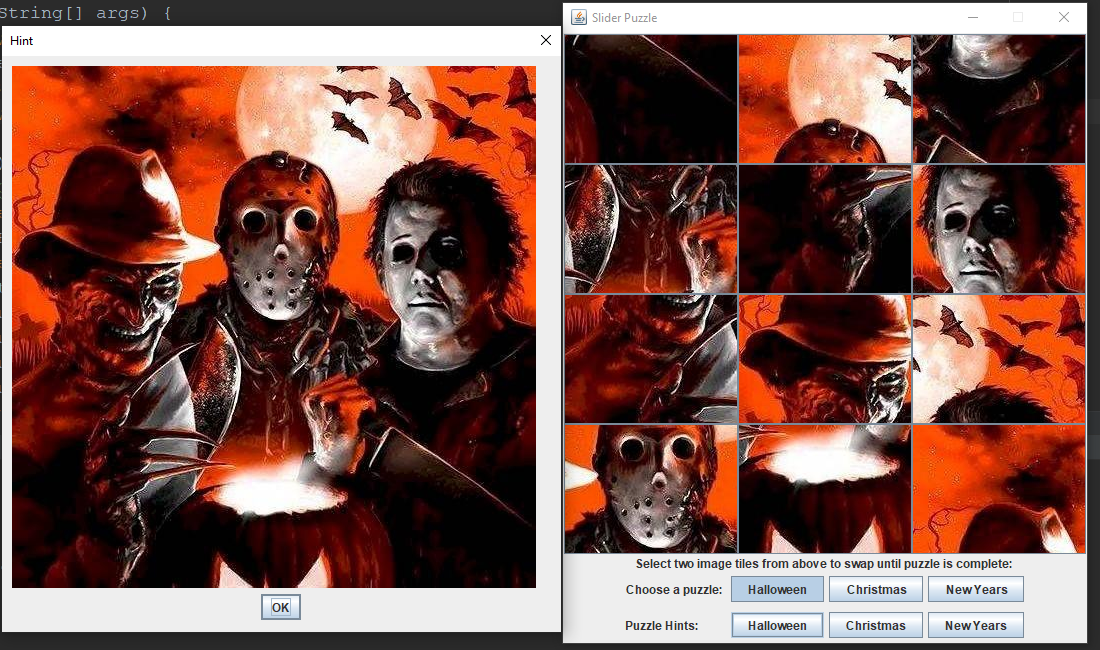 String[] args) {
Hint
OK
Slider Puzzle
Select two image tiles from above to swap until puzzle is complete:
Choose a puzzle: Halloween Christmas New Years
Puzzle Hints: Halloween Christmas New Years